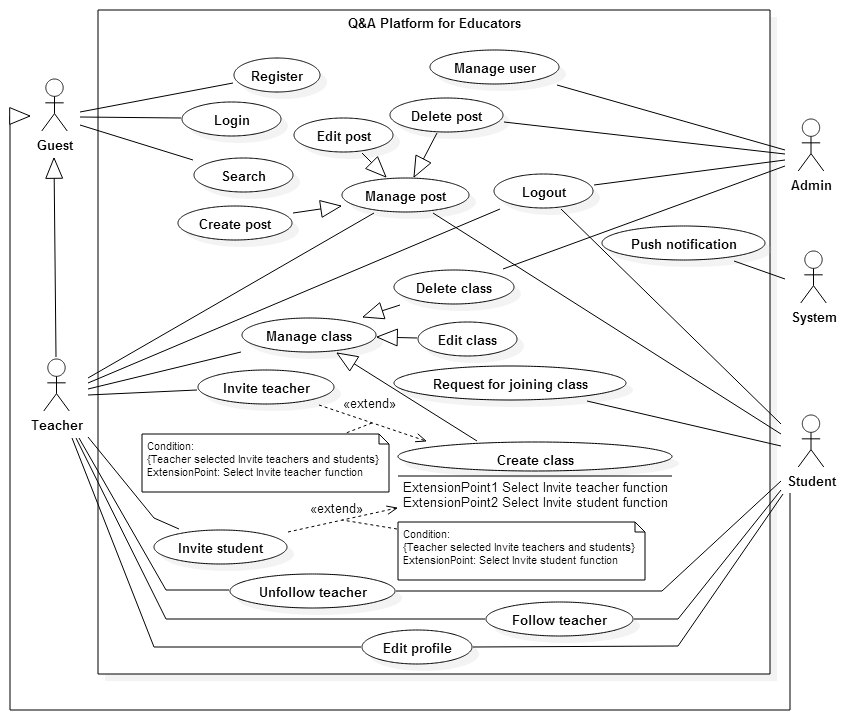 Q&A Platform for Educators
Register
Manage user
Login
Edit post
Delete post
Guest
Search
Manage post
Logout
Admin
Create post
Push notification
Delete class
System
Manage class
Edit class
Invite teacher
Request for joining class
«extend»
Teacher
Condition:
{Teacher selected Invite teachers and students}
ExtensionPoint: Select Invite teacher function
Create class
ExtensionPoint1 Select Invite teacher function
ExtensionPoint2 Select Invite student function
Student
«extend»
Invite student
Condition:
{Teacher selected Invite teachers and students}
ExtensionPoint: Select Invite student function
Unfollow teacher
Follow teacher
Edit profile